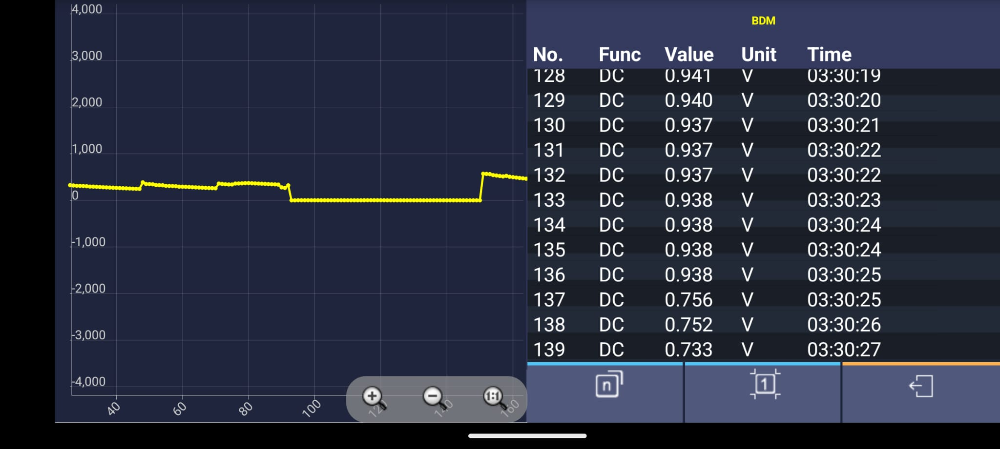 4,000
3,000
2,000
1,000
0
-1,000
-2,000
-3,000
-4,000
40
60
80
100
120
140
160
1:1
BDM
No. Func Value Unit Time
128 DC 0.941 V 03:30:19
129 DC 0.940 V 03:30:20
130 DC 0.937 V 03:30:21
131 DC 0.937 V 03:30:22
132 DC 0.937 V 03:30:22
133 DC 0.938 V 03:30:23
134 DC 0.938 V 03:30:24
135 DC 0.938 V 03:30:24
136 DC 0.938 V 03:30:25
137 DC 0.756 V 03:30:25
138 DC 0.752 V 03:30:26
139 DC 0.733 V 03:30:27
n
1